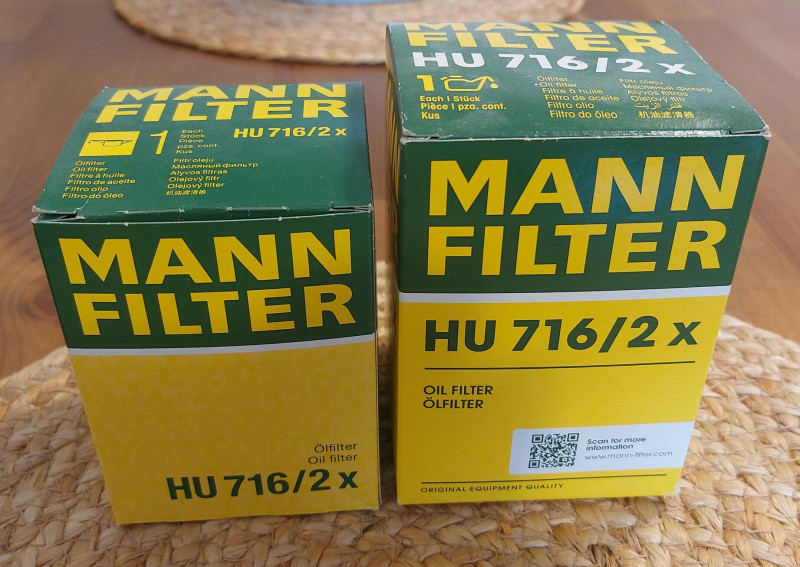 MANN
FILTER
1
Each
Stück
Pièce
pza. cont.
Kus
HU 716/2 x
Ölfilter
Oil filter
Filtre à huile
Filtro de aceite
Filtro olio
Filtro do óleo
Filtr oleju
Масляный фильтр
Alyvos filtras
Olejový filtr
Olejový filter
机油滤清器
MANN
FILTER
Ölfilter
Oil filter
HU 716/2 x
MANN
FILTER
HU 716/2 x
1
Each / Stück
Pièce / pza. cont.
Kus
Ölfilter
Oil filter
Filtre à huile
Filtro de aceite
Filtro olio
Filtro do óleo
Filtr oleju
Масляный фильтр
Alyvos filtras
Olejový filtr
فلتر الزيت
机油滤清器
MANN
FILTER
HU 716/2 x
OIL FILTER
ÖLFILTER
Scan for more
information
www.mann-filter.com
ORIGINAL EQUIPMENT QUALITY